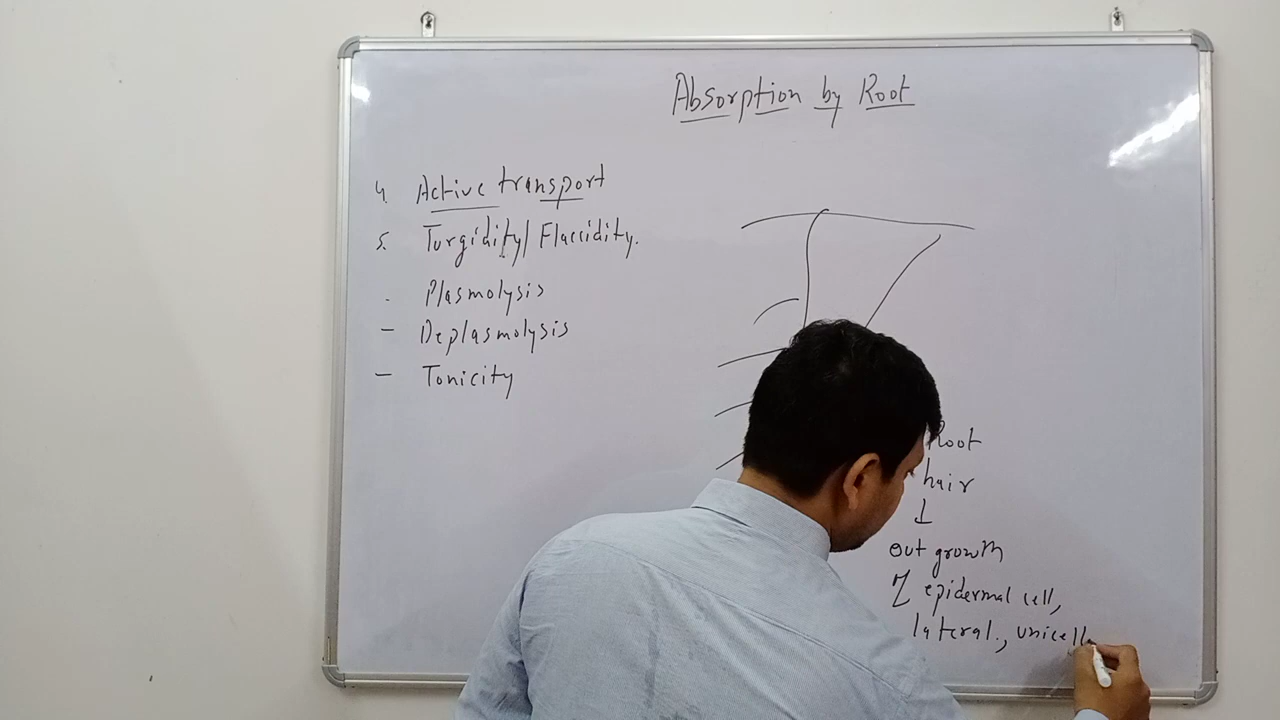 Absorption by Root
4. Active transport
5. Turgidity/ Flaccidity.
. Plasmolysis
- Deplasmolysis
- Tonicity
Root
hair
↓
out growth
of epidermal cell,
lateral., unicell